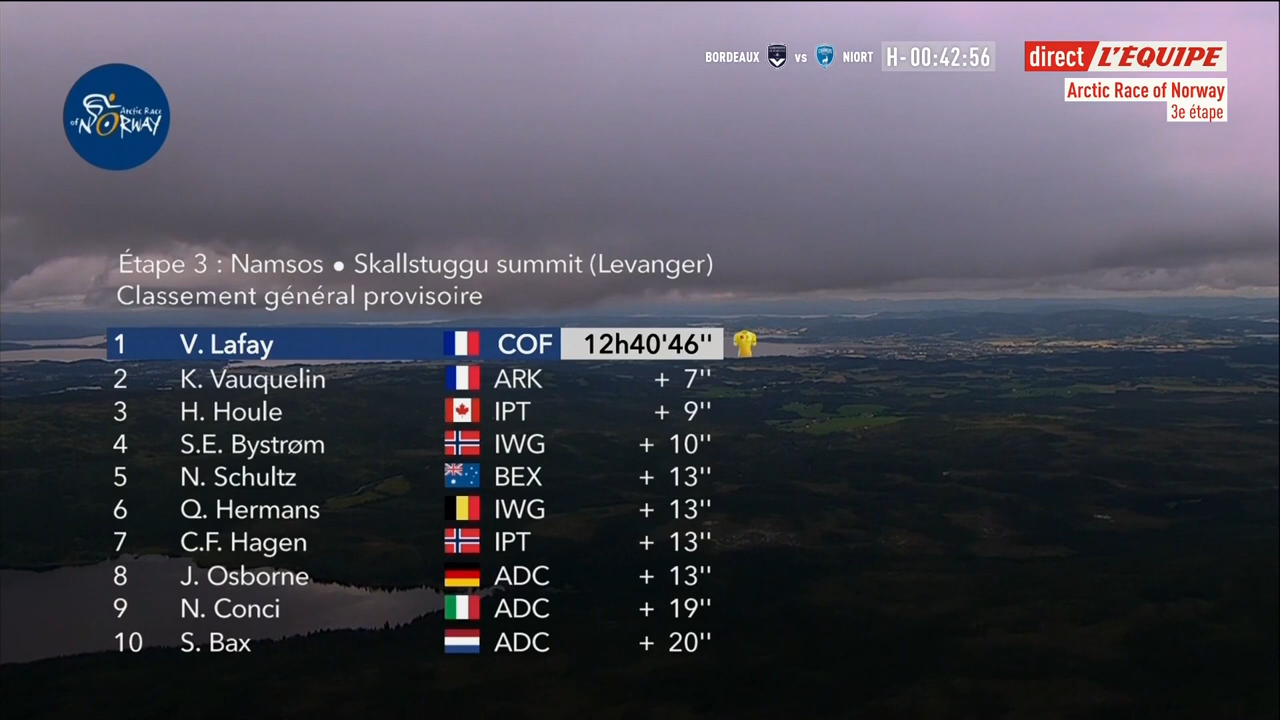 BORDEAUX vs NIORT H-00:42:56 direct L'ÉQUIPE
Arctic Race of Norway
3e étape
Arctic Race
of NORWAY
Étape 3 : Namsos • Skallstuggu summit (Levanger)
Classement général provisoire
1 V. Lafay COF 12h40'46''
2 K. Vauquelin ARK + 7''
3 H. Houle IPT + 9''
4 S.E. Bystrøm IWG + 10''
5 N. Schultz BEX + 13''
6 Q. Hermans IWG + 13''
7 C.F. Hagen IPT + 13''
8 J. Osborne ADC + 13''
9 N. Conci ADC + 19''
10 S. Bax ADC + 20''